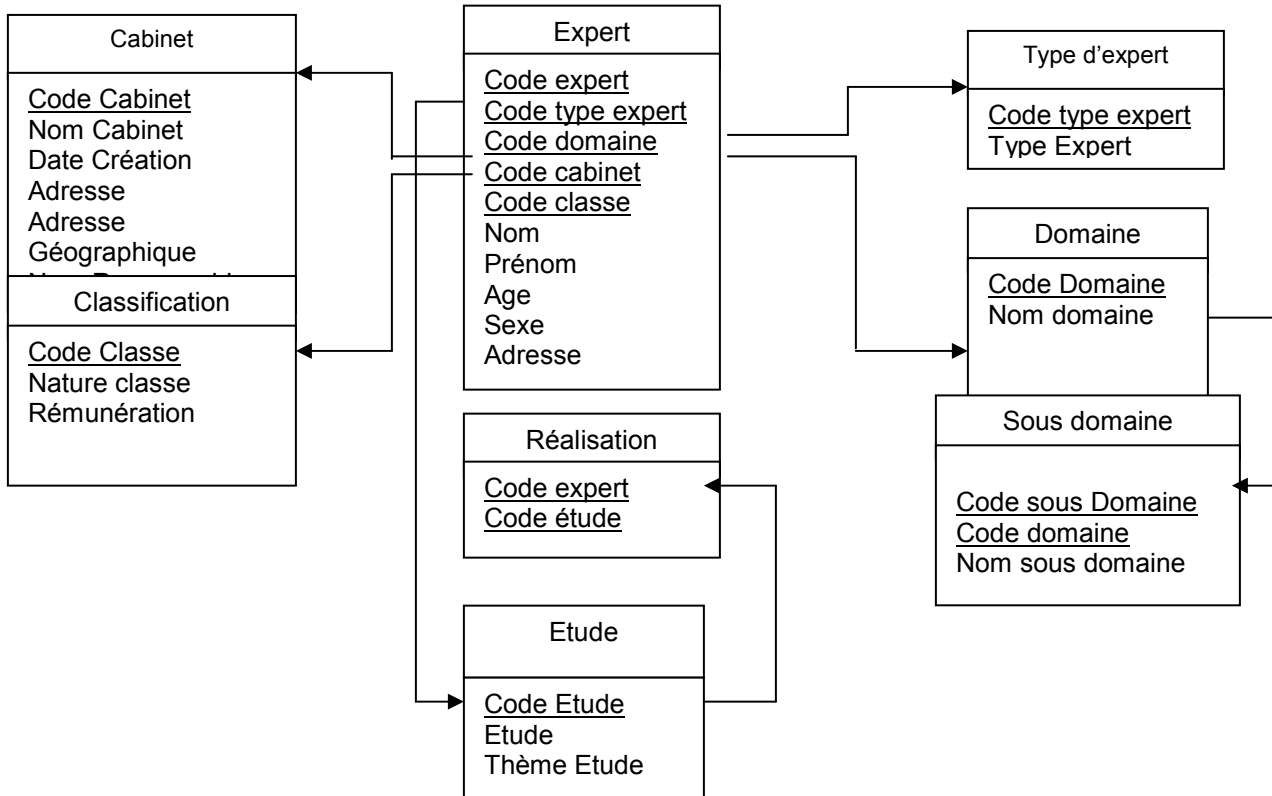 Cabinet
Code Cabinet
Nom Cabinet
Date Création
Adresse
Adresse
Géographique
Classification
Code Classe
Nature classe
Rémunération
Expert
Code expert
Code type expert
Code domaine
Code cabinet
Code classe
Nom
Prénom
Age
Sexe
Adresse
Réalisation
Code expert
Code étude
Etude
Code Etude
Etude
Thème Etude
Type d'expert
Code type expert
Type Expert
Domaine
Code Domaine
Nom domaine
Sous domaine
Code sous Domaine
Code domaine
Nom sous domaine